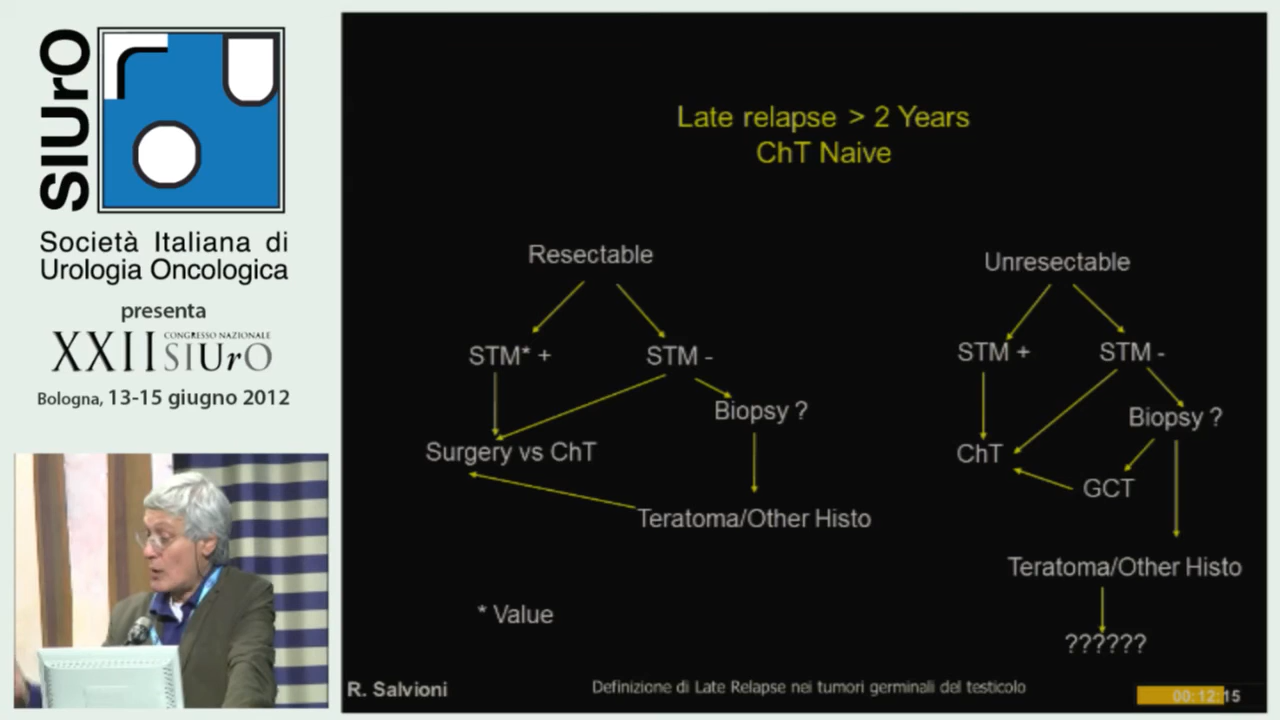 SIUrO
Società Italiana di
Urologia Oncologica
presenta
XXII CONGRESSO NAZIONALE
SIUrO
Bologna, 13-15 giugno 2012
Late relapse > 2 Years
ChT Naive
Resectable
Unresectable
STM* +
STM -
STM +
STM -
Biopsy ?
Biopsy ?
Surgery vs ChT
ChT
GCT
Teratoma/Other Histo
Teratoma/Other Histo
* Value
??????
R. Salvioni
Definizione di Late Relapse nei tumori germinali del testicolo
00:12:15